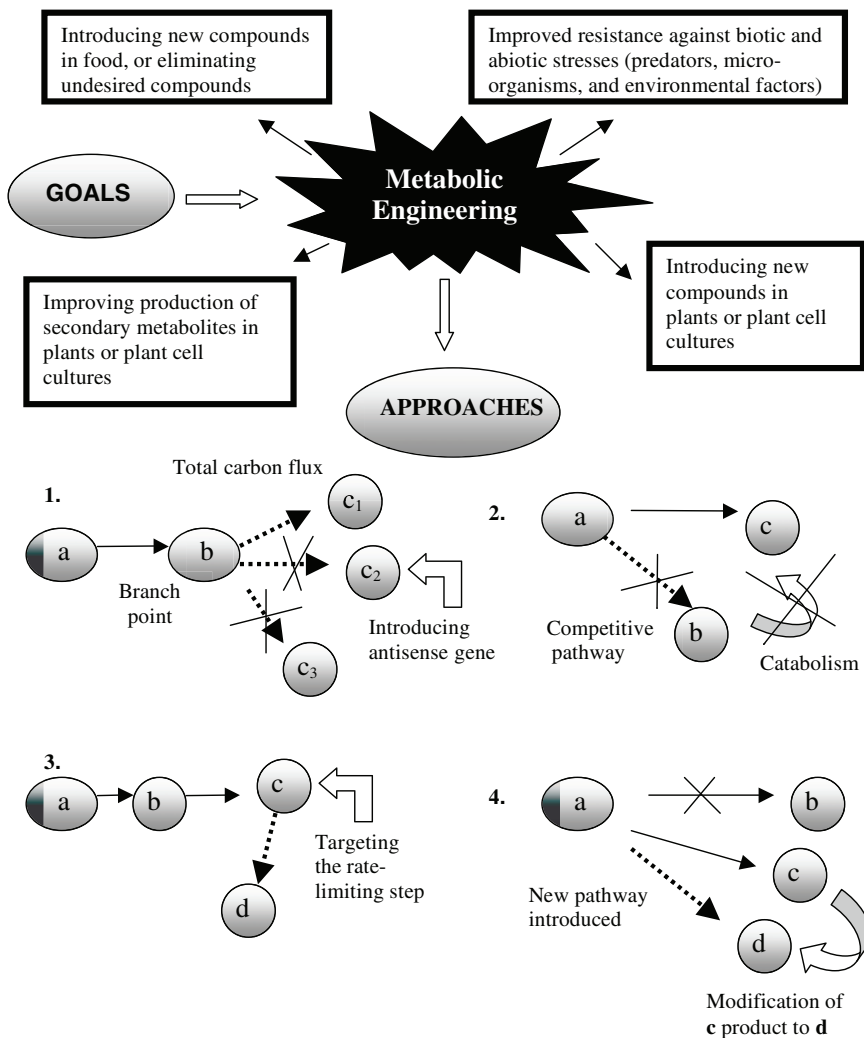 Introducing new compounds
in food, or eliminating
undesired compounds
Improved resistance against biotic and
abiotic stresses (predators, micro-
organisms, and environmental factors)
GOALS
Metabolic
Engineering
Improving production of
secondary metabolites in
plants or plant cell
cultures
Introducing new
compounds in
plants or plant cell
cultures
APPROACHES
1.
Total carbon flux
a
b
c1
c2
c3
Branch
point
Introducing
antisense gene
2.
a
c
b
Competitive
pathway
Catabolism
3.
a
b
c
d
Targeting
the rate-
limiting step
4.
a
b
c
d
New pathway
introduced
Modification of
c product to d